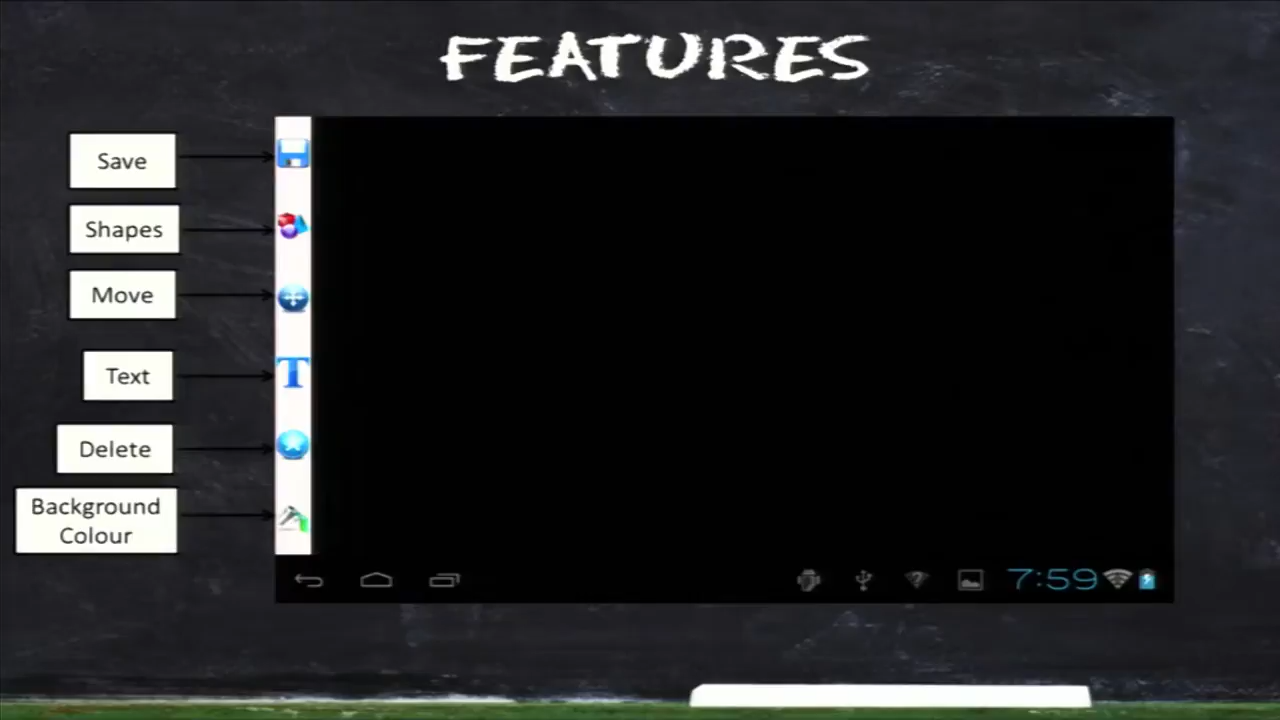 FEATURES
Save
Shapes
Move
Text
Delete
Background
Colour
7:59